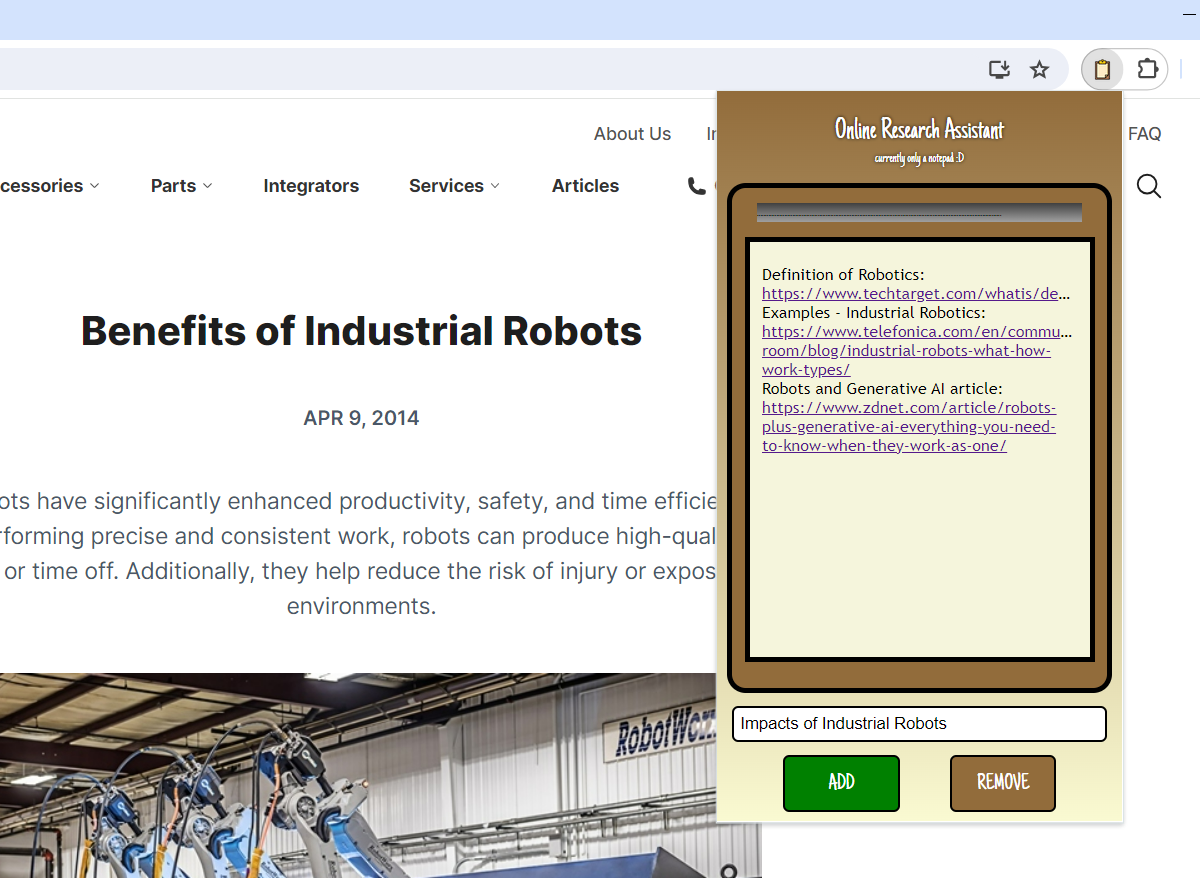 About Us
FAQ
cessories
Parts
Integrators
Services
Articles
Benefits of Industrial Robots
APR 9, 2014
ots have significantly enhanced productivity, safety, and time efficie
forming precise and consistent work, robots can produce high-qual
or time off. Additionally, they help reduce the risk of injury or expos
environments.
RobotWorx
Online Research Assistant
currently only a notepad :D
Definition of Robotics:
https://www.techtarget.com/whatis/de...
Examples - Industrial Robotics:
https://www.telefonica.com/en/commu...
room/blog/industrial-robots-what-how-
work-types/
Robots and Generative AI article:
https://www.zdnet.com/article/robots-
plus-generative-ai-everything-you-need-
to-know-when-they-work-as-one/
Impacts of Industrial Robots
ADD
REMOVE